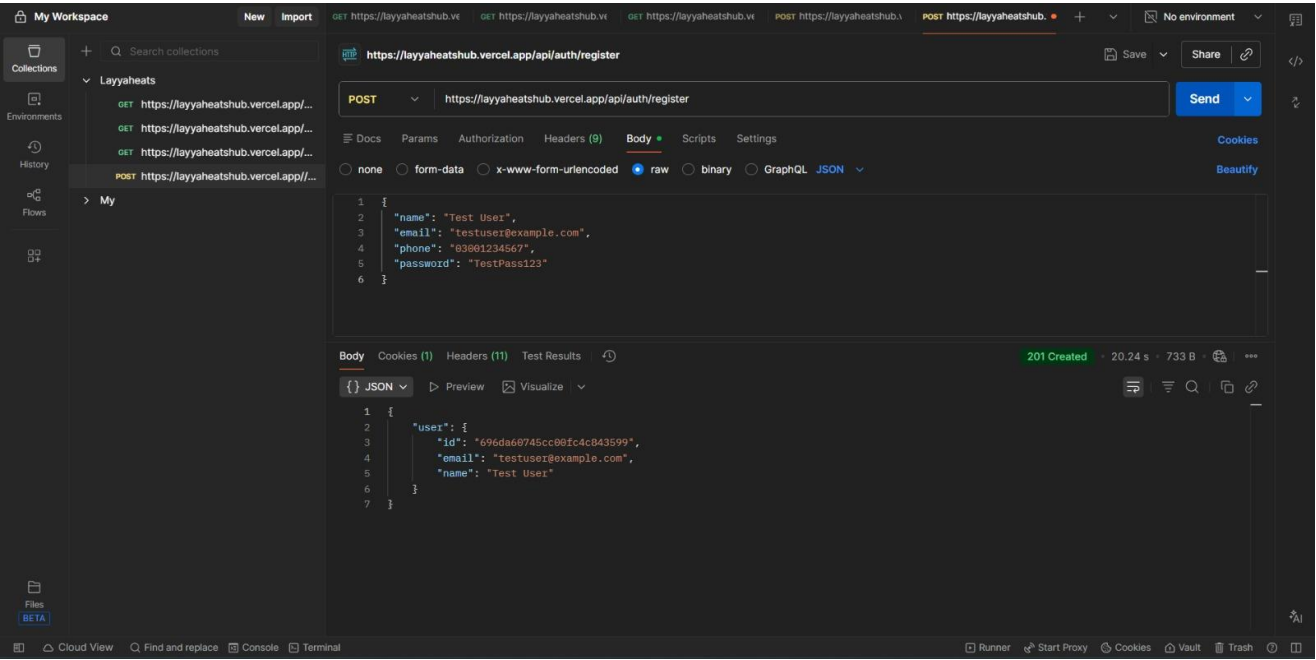 My Workspace New Import GET https://layyaheatshub.ve GET https://layyaheatshub.ve GET https://layyaheatshub.ve POST https://layyaheatshub.v POST https://layyaheatshub. No environment
Collections
Environments
History
Flows
Search collections
Layyaheats
GET https://layyaheatshub.vercel.app/...
GET https://layyaheatshub.vercel.app/...
GET https://layyaheatshub.vercel.app/...
POST https://layyaheatshub.vercel.app//...
My
HTTP https://layyaheatshub.vercel.app/api/auth/register Save Share
POST https://layyaheatshub.vercel.app/api/auth/register Send
Docs Params Authorization Headers (9) Body Scripts Settings Cookies
none form-data x-www-form-urlencoded raw binary GraphQL JSON Beautify
1 {
2 "name": "Test User",
3 "email": "testuser@example.com",
4 "phone": "03001234567",
5 "password": "TestPass123"
6 }
Body Cookies (1) Headers (11) Test Results 201 Created 20.24 s 733 B
{} JSON Preview Visualize
1 {
2 "user": {
3 "id": "696da60745cc00fc4c843599",
4 "email": "testuser@example.com",
5 "name": "Test User"
6 }
7 }
Files
BETA
AI
Cloud View Find and replace Console Terminal Runner Start Proxy Cookies Vault Trash